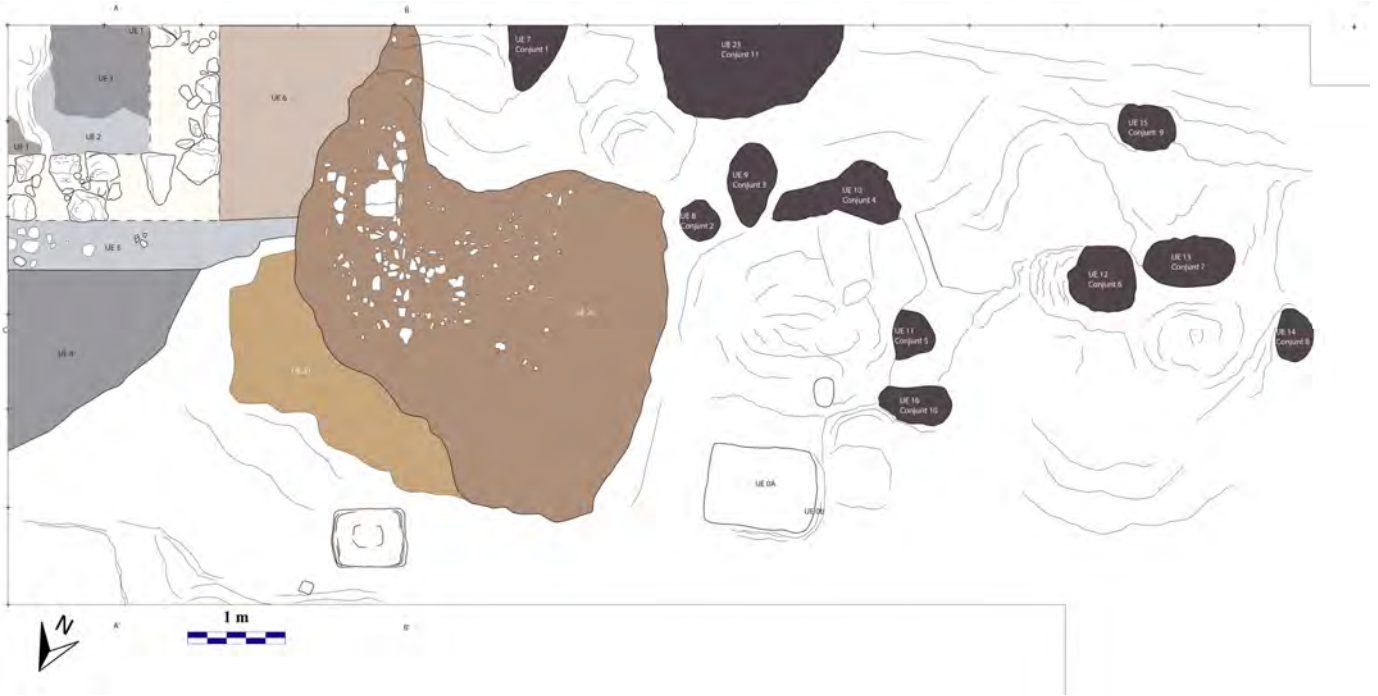 A
B
UE 1
UE 7
Conjunt 1
UE 23
Conjunt 11
UE 3
UE 6
UE 15
Conjunt 9
UE 2
UE 1
UE 9
Conjunt 3
UE 10
Conjunt 4
UE 8
Conjunt 2
UE 5
UE 13
Conjunt 7
UE 12
Conjunt 6
UE 11
Conjunt 5
UE 14
Conjunt 8
UE 4
UE 16
Conjunt 10
UE 0A
UE 0b
N
A'
1 m
B'